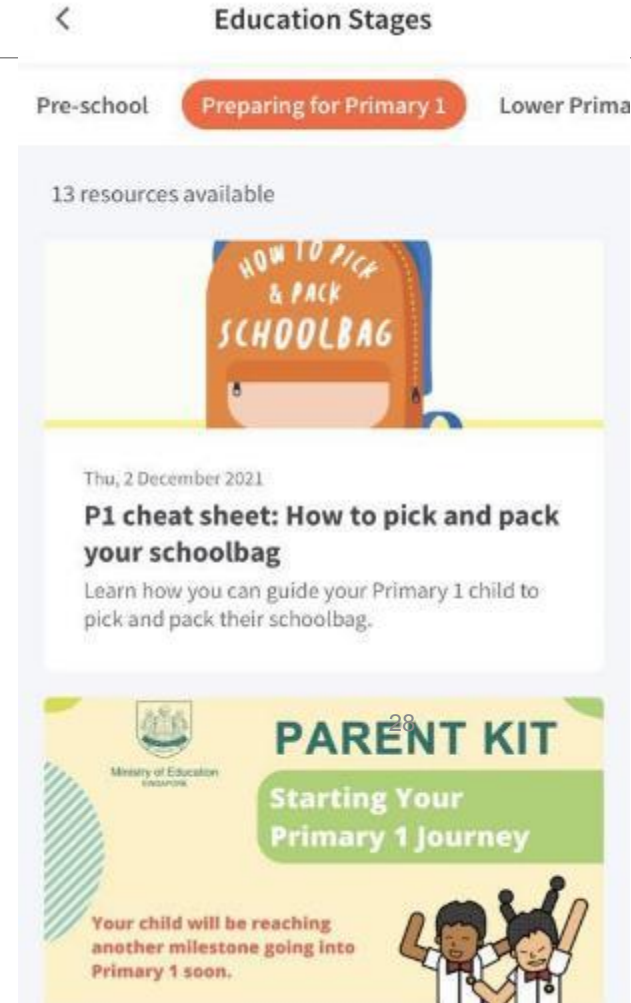 Education Stages
Pre-school Preparing for Primary 1 Lower Prima
13 resources available
HOW TO PICK
& PACK
SCHOOLBAG
Thu, 2 December 2021
P1 cheat sheet: How to pick and pack
your schoolbag
Learn how you can guide your Primary 1 child to
pick and pack their schoolbag.
28
PARENT KIT
Ministry of Education
SINGAPORE
Starting Your
Primary 1 Journey
Your child will be reaching
another milestone going into
Primary 1 soon.